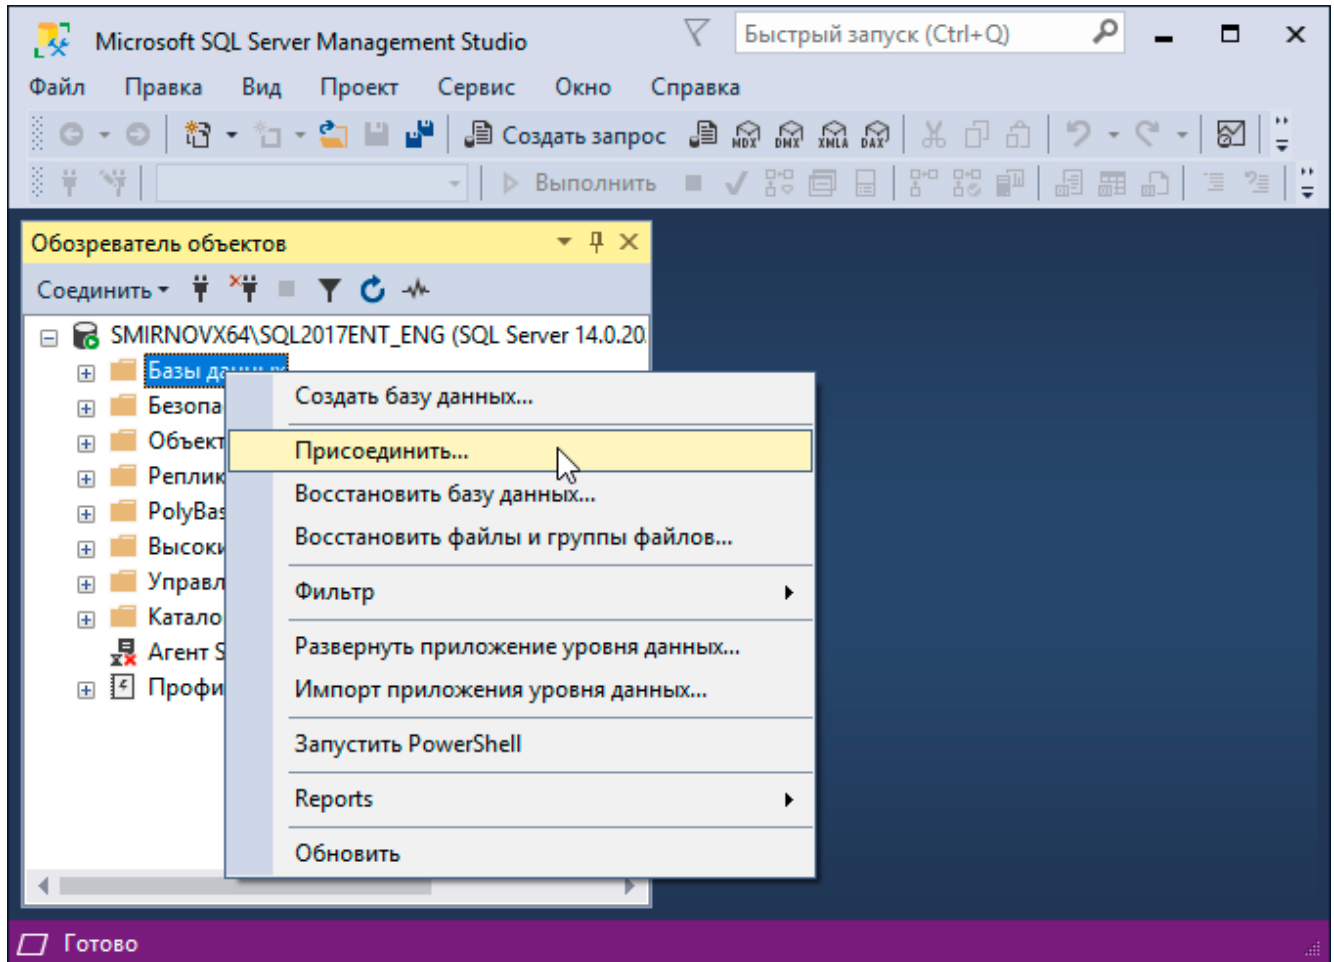 Microsoft SQL Server Management Studio
Быстрый запуск (Ctrl+Q)
Файл Правка Вид Проект Сервис Окно Справка
Создать запрос MDX DMX XMLA DAX
Выполнить
Обозреватель объектов
Соединить
SMIRNOVX64\SQL2017ENT_ENG (SQL Server 14.0.20
Базы данных
Безопа
Объект
Реплик
PolyBas
Высоки
Управл
Катало
Агент S
Профи
Создать базу данных...
Присоединить...
Восстановить базу данных...
Восстановить файлы и группы файлов...
Фильтр
Развернуть приложение уровня данных...
Импорт приложения уровня данных...
Запустить PowerShell
Reports
Обновить
Готово